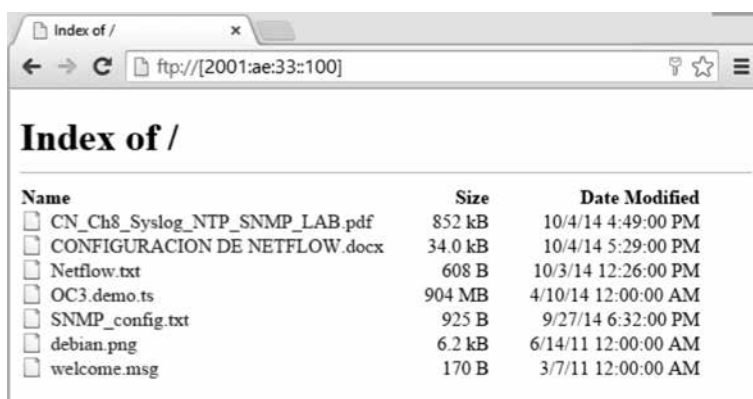 Index of /
ftp://[2001:ae:33::100]
Index of /
Name Size Date Modified
CN_Ch8_Syslog_NTP_SNMP_LAB.pdf 852 kB 10/4/14 4:49:00 PM
CONFIGURACION DE NETFLOW.docx 34.0 kB 10/4/14 5:29:00 PM
Netflow.txt 608 B 10/3/14 12:26:00 PM
OC3.demo.ts 904 MB 4/10/14 12:00:00 AM
SNMP_config.txt 925 B 9/27/14 6:32:00 PM
debian.png 6.2 kB 6/14/11 12:00:00 AM
welcome.msg 170 B 3/7/11 12:00:00 AM